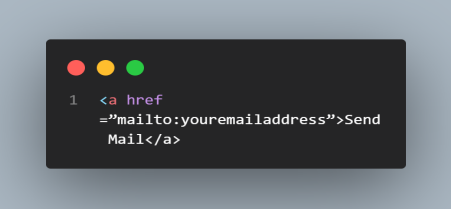 1 <a href
=”mailto:youremailaddress”>Send
Mail</a>